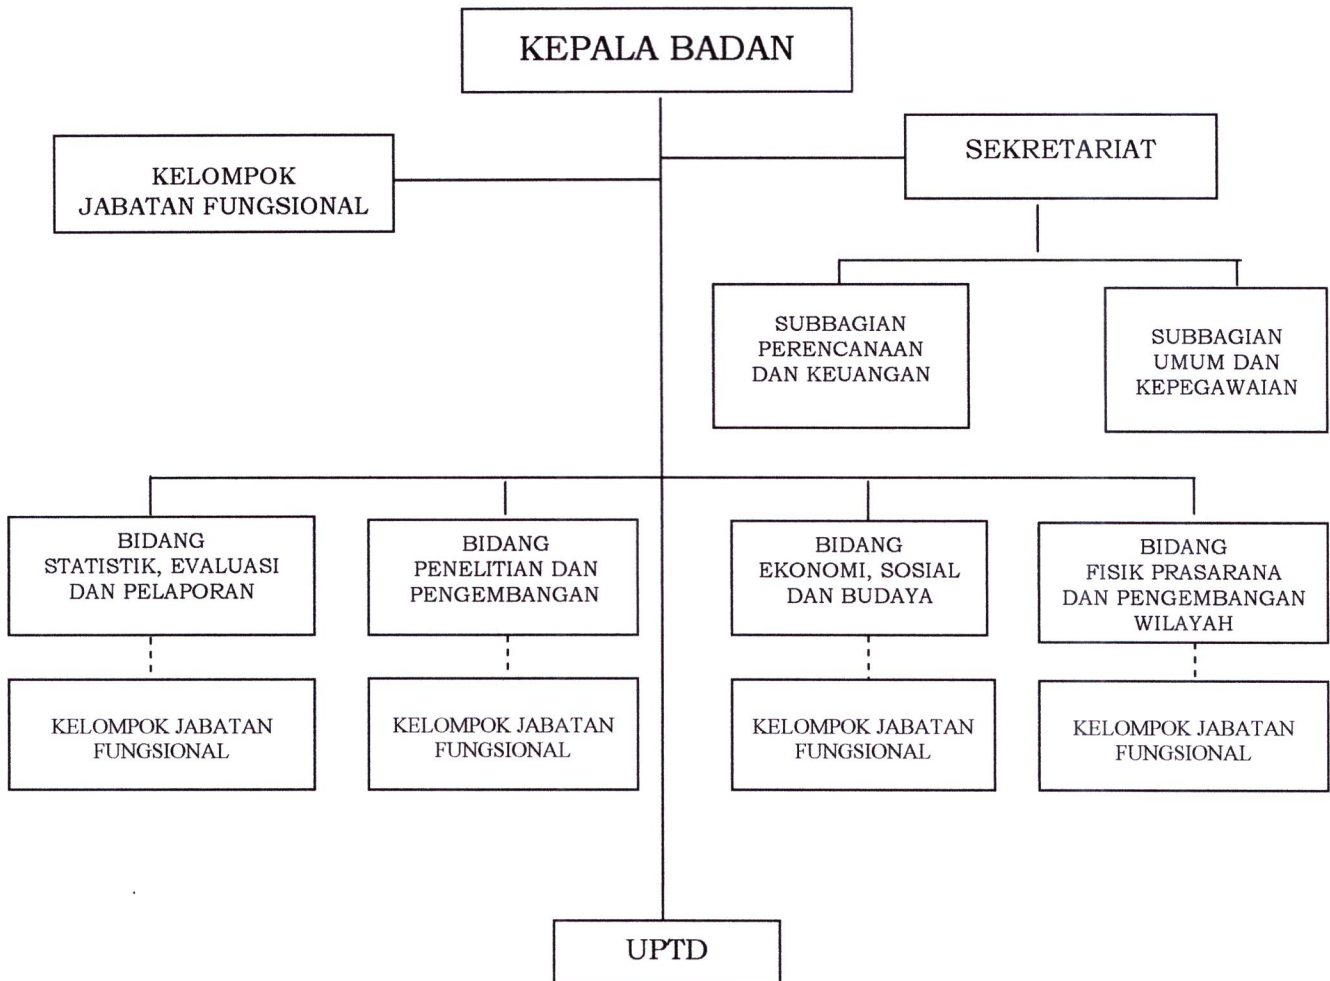 KEPALA BADAN
KELOMPOK
JABATAN FUNGSIONAL
SEKRETARIAT
SUBBAGIAN
PERENCANAAN
DAN KEUANGAN
SUBBAGIAN
UMUM DAN
KEPEGAWAIAN
BIDANG
STATISTIK, EVALUASI
DAN PELAPORAN
BIDANG
PENELITIAN DAN
PENGEMBANGAN
BIDANG
EKONOMI, SOSIAL
DAN BUDAYA
BIDANG
FISIK PRASARANA
DAN PENGEMBANGAN
WILAYAH
KELOMPOK JABATAN
FUNGSIONAL
KELOMPOK JABATAN
FUNGSIONAL
KELOMPOK JABATAN
FUNGSIONAL
KELOMPOK JABATAN
FUNGSIONAL
UPTD